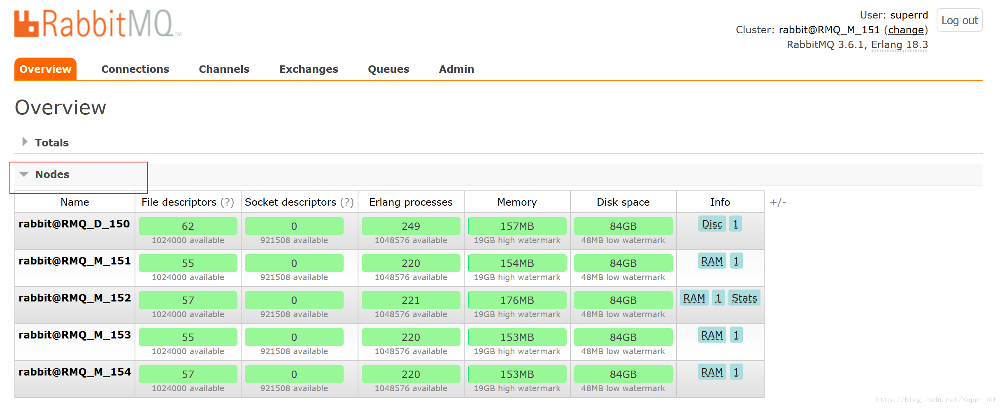 RabbitMQ™
User: superrd
Log out
Cluster: rabbit@RMQ_M_151 (change)
RabbitMQ 3.6.1, Erlang 18.3
Overview Connections Channels Exchanges Queues Admin
Overview
Totals
Nodes
Name File descriptors (?) Socket descriptors (?) Erlang processes Memory Disk space Info +/-
rabbit@RMQ_D_150 62 0 249 157MB 84GB Disc 1
1024000 available 921508 available 1048576 available 19GB high watermark 48MB low watermark
rabbit@RMQ_M_151 55 0 220 154MB 84GB RAM 1
1024000 available 921508 available 1048576 available 19GB high watermark 48MB low watermark
rabbit@RMQ_M_152 57 0 221 176MB 84GB RAM 1 Stats
1024000 available 921508 available 1048576 available 19GB high watermark 48MB low watermark
rabbit@RMQ_M_153 55 0 220 153MB 84GB RAM 1
1024000 available 921508 available 1048576 available 19GB high watermark 48MB low watermark
rabbit@RMQ_M_154 57 0 220 153MB 84GB RAM 1
1024000 available 921508 available 1048576 available 19GB high watermark 48MB low watermark
http://blog.csdn.net/Super_RD